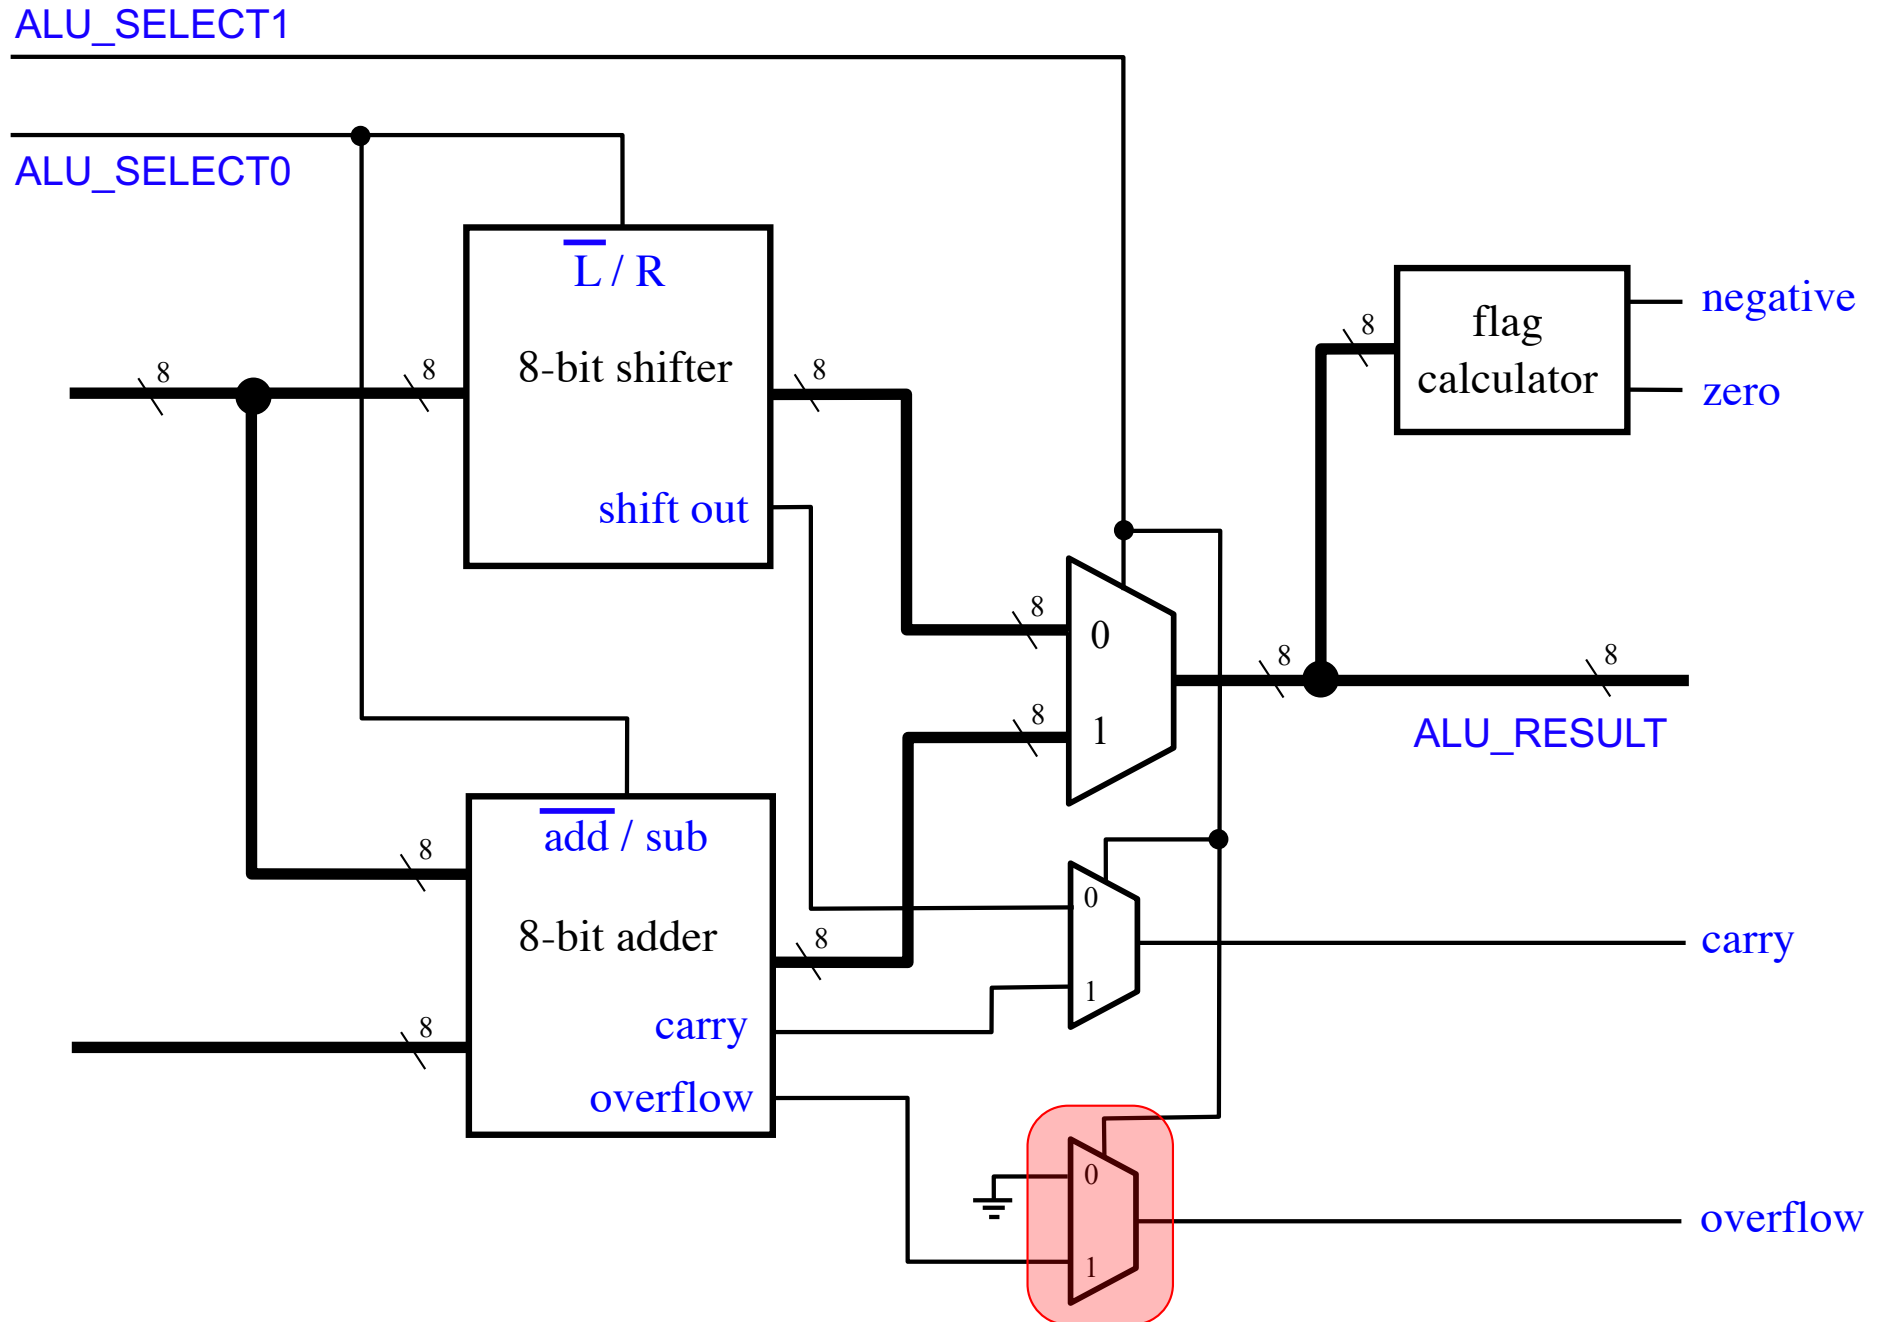 ALU_SELECT1
ALU_SELECT0
L / R
8-bit shifter
shift out
8
8
8
add / sub
8-bit adder
carry
overflow
8
8
8
8
0
8
1
8
8
ALU_RESULT
8
flag
calculator
negative
zero
0
1
carry
0
1
overflow